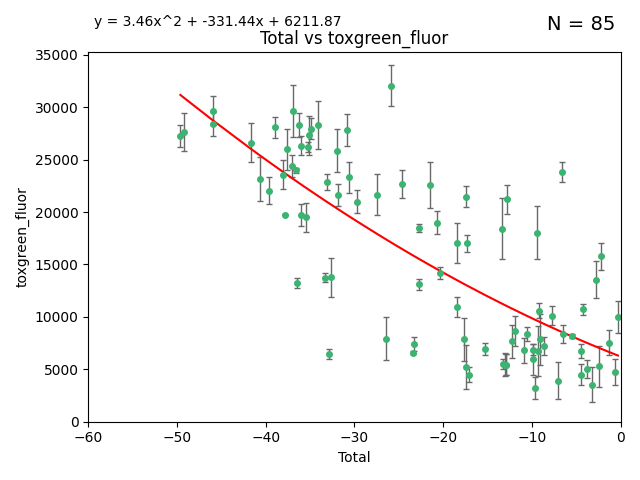 y = 3.46x^2 + -331.44x + 6211.87
N = 85
Total vs toxgreen_fluor
35000
30000
25000
20000
15000
10000
5000
0
toxgreen_fluor
−60 −50 −40 −30 −20 −10 0
Total